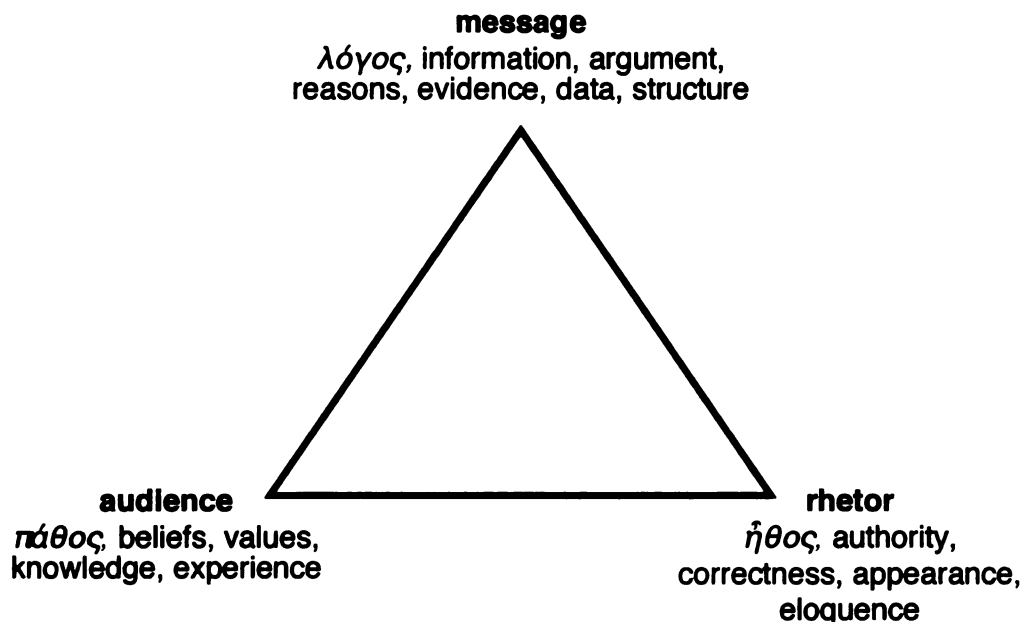 message
λόγος, information, argument,
reasons, evidence, data, structure
audience
πάθος, beliefs, values,
knowledge, experience
rhetor
ἦθος, authority,
correctness, appearance,
eloquence